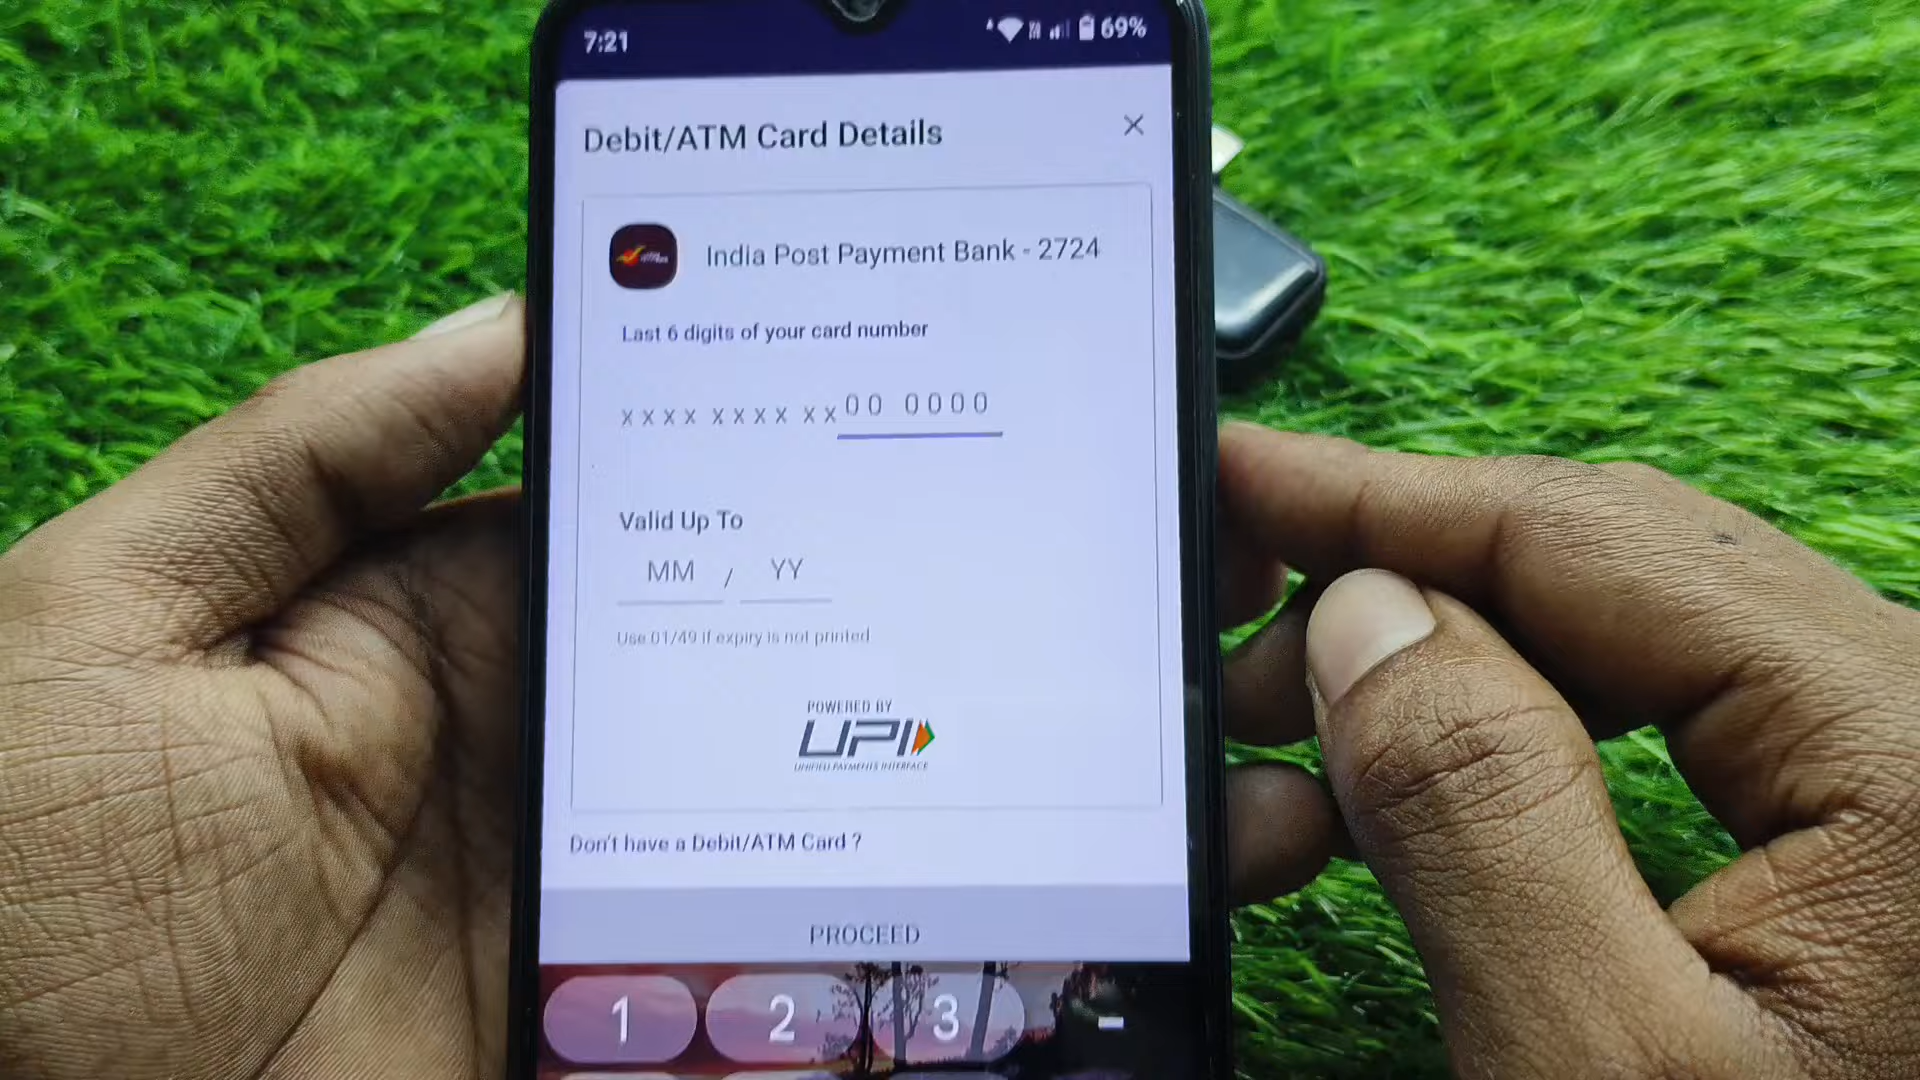 7:21
69%
Debit/ATM Card Details
India Post Payment Bank - 2724
Last 6 digits of your card number
XXXX XXXX XX00 0000
Valid Up To
MM / YY
Use 01/49 if expiry is not printed
POWERED BY
UPI
UNIFIED PAYMENTS INTERFACE
Don't have a Debit/ATM Card ?
PROCEED
1 2 3 -